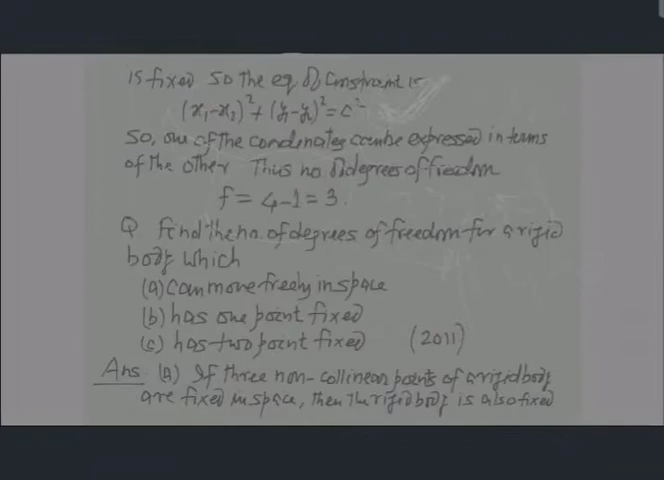 is fixed so the eq of constraint is
(x₁-x₂)²+(y₁-y₂)²=c²
So, one of the coordinates can be expressed in terms
of the other Thus no of degrees of freedom
f = 4-1 = 3.
Q Find the no. of degrees of freedom for a rigid
body which
(a) can move freely in space
(b) has one point fixed
(c) has two point fixed (2011)
Ans (a) If three non-collinear points of a rigid body
are fixed in space, then the rigid body is also fixed